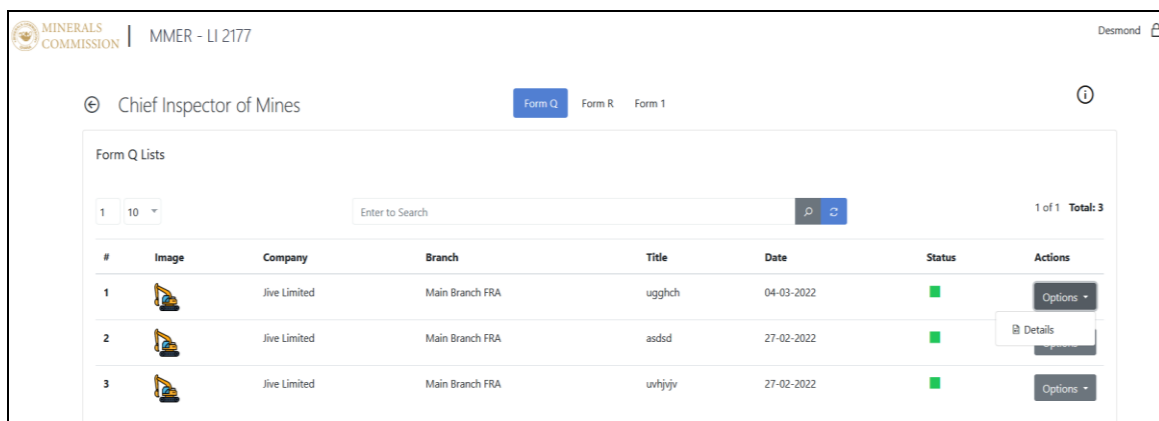 MINERALS
COMMISSION
MMER - LI 2177
Desmond
Chief Inspector of Mines
Form Q Form R Form 1
Form Q Lists
1 10 Enter to Search 1 of 1 Total: 3
# Image Company Branch Title Date Status Actions
1 Jive Limited Main Branch FRA ugghch 04-03-2022 Options
Details
2 Jive Limited Main Branch FRA asdsd 27-02-2022
3 Jive Limited Main Branch FRA uvhjvjv 27-02-2022 Options